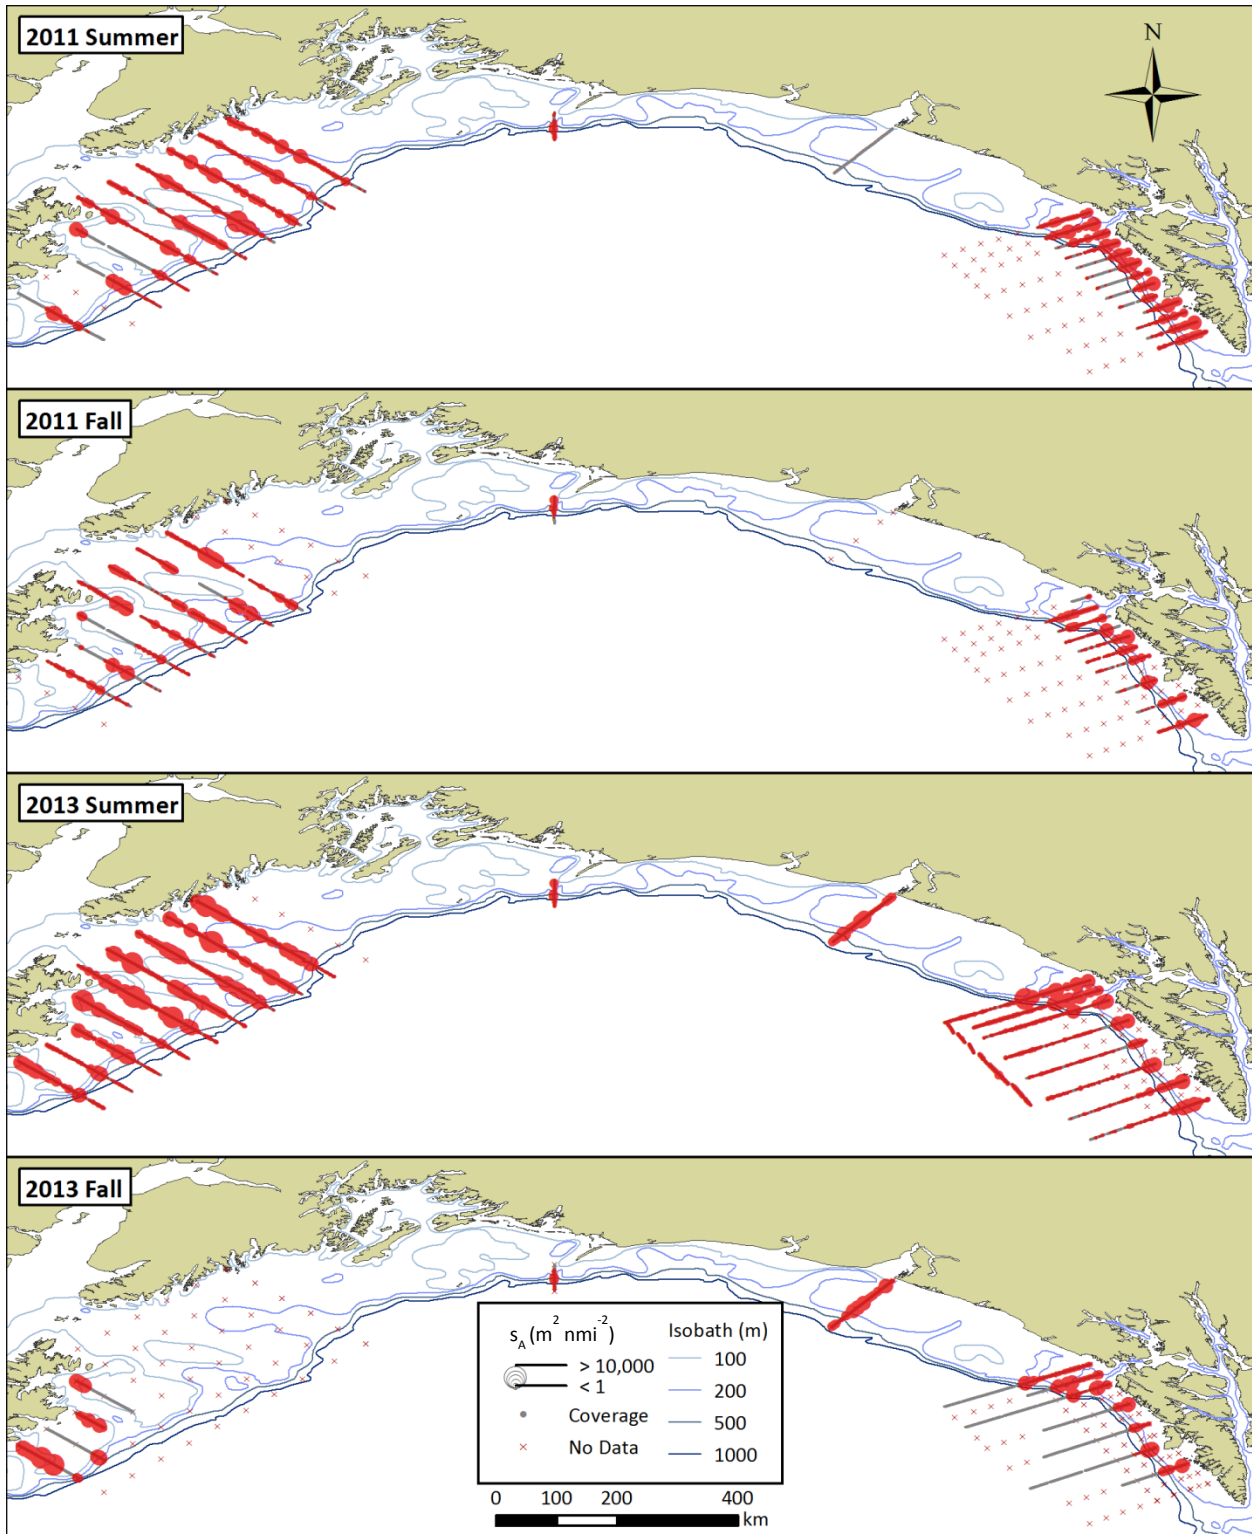 2011 Summer
N
2011 Fall
2013 Summer
2013 Fall
s_A (m² nmi⁻²)
> 10,000
< 1
Coverage
No Data
Isobath (m)
100
200
500
1000
0 100 200 400
km